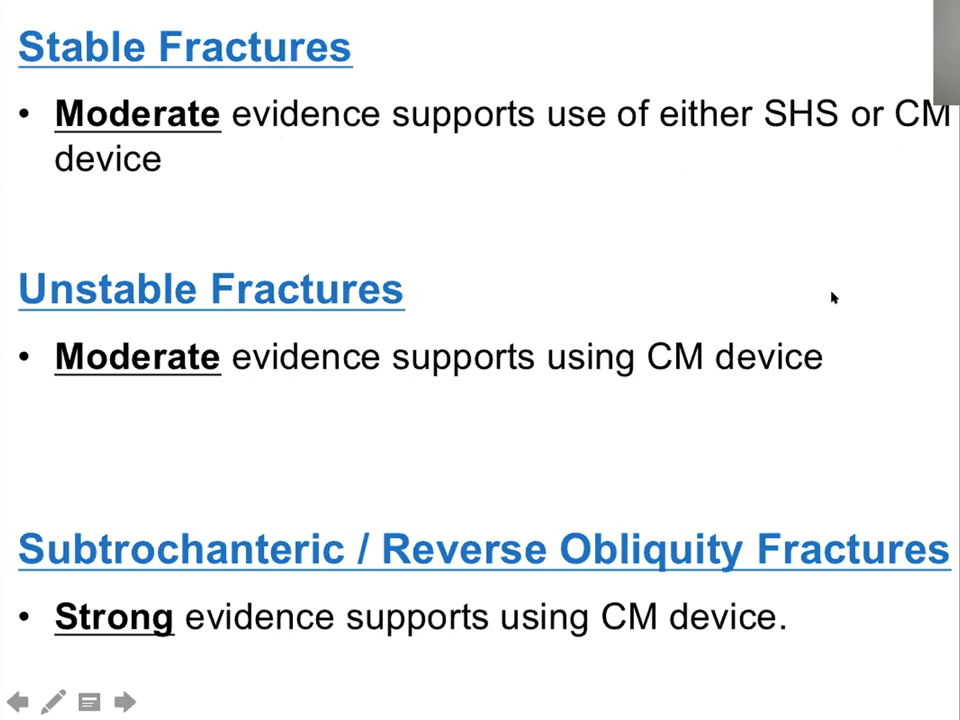 Stable Fractures
• Moderate evidence supports use of either SHS or CM
device
Unstable Fractures
• Moderate evidence supports using CM device
Subtrochanteric / Reverse Obliquity Fractures
• Strong evidence supports using CM device.